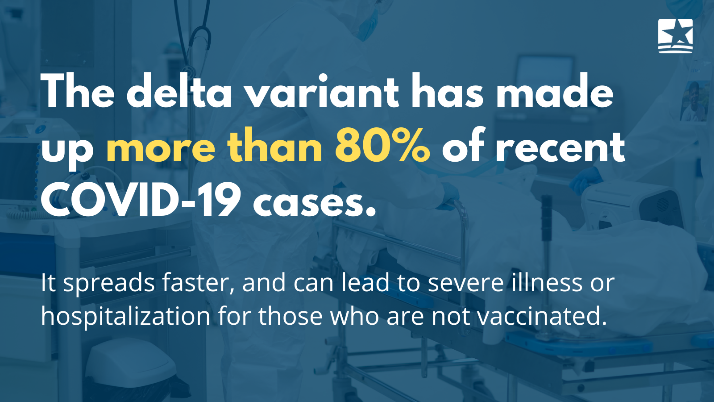 The delta variant has made
up more than 80% of recent
COVID-19 cases.
It spreads faster, and can lead to severe illness or
hospitalization for those who are not vaccinated.